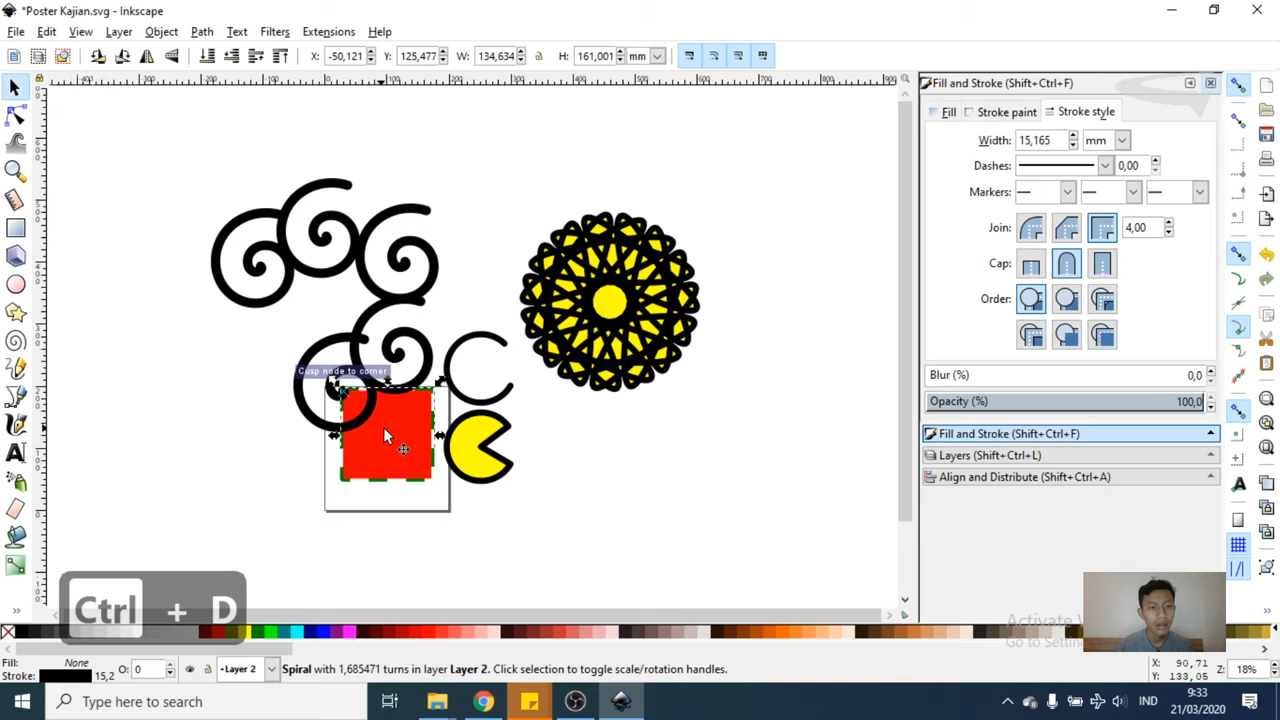 *Poster Kajian.svg - Inkscape
File Edit View Layer Object Path Text Filters Extensions Help
X: -50,121 Y: 125,477 W: 134,634 H: 161,001 mm
Fill and Stroke (Shift+Ctrl+F)
Fill Stroke paint Stroke style
Width: 15,165 mm
Dashes: 0,00
Markers:
Join: 4,00
Cap:
Order:
Blur (%) 0,0
Opacity (%) 100,0
Fill and Stroke (Shift+Ctrl+F)
Layers (Shift+Ctrl+L)
Align and Distribute (Shift+Ctrl+A)
Cusp node to corner
Ctrl + D
Activate
Go to
Fill: None
Stroke: 15,2
O: 0
Layer 2
Spiral with 1,685471 turns in layer Layer 2. Click selection to toggle scale/rotation handles.
X: 90,71
Y: 133,05
Z: 18%
Type here to search
IND
9:33
21/03/2020